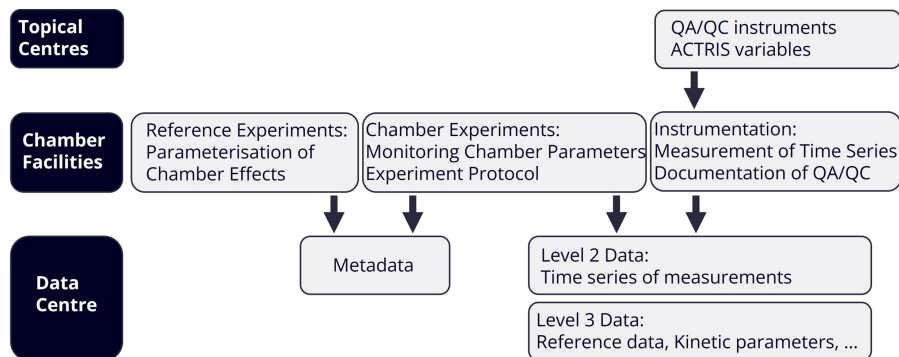 Topical
Centres
QA/QC instruments
ACTRIS variables
Chamber
Facilities
Reference Experiments:
Parameterisation of
Chamber Effects
Chamber Experiments:
Monitoring Chamber Parameters
Experiment Protocol
Instrumentation:
Measurement of Time Series
Documentation of QA/QC
Data
Centre
Metadata
Level 2 Data:
Time series of measurements
Level 3 Data:
Reference data, Kinetic parameters, ...